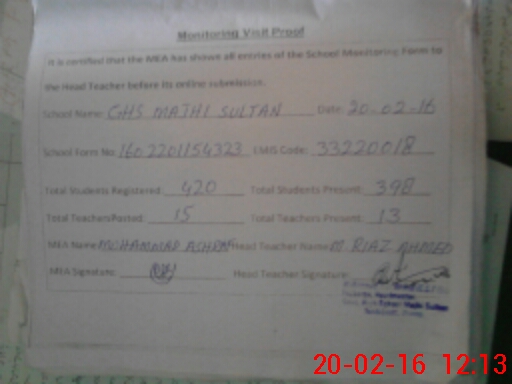 Monitoring Visit Proof
It is certified that the MEA has shown all entries of the School Monitoring Form to
the Head Teacher before its online submission.
School Name: GHS MAJHI SULTAN Date: 20-02-16
School Form No: 1602201154323 EMIS Code: 33220018
Total Students Registered: 420 Total Students Present: 398
Total Teachers Posted: 15 Total Teachers Present: 13
MEA Name: MOHAMMAD ASHRAF Head Teacher Name: M. RIAZ AHMED
MEA Signature: Head Teacher Signature:
20-02-16 12:13